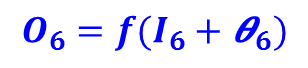 O₆ = f(I₆ + θ₆)